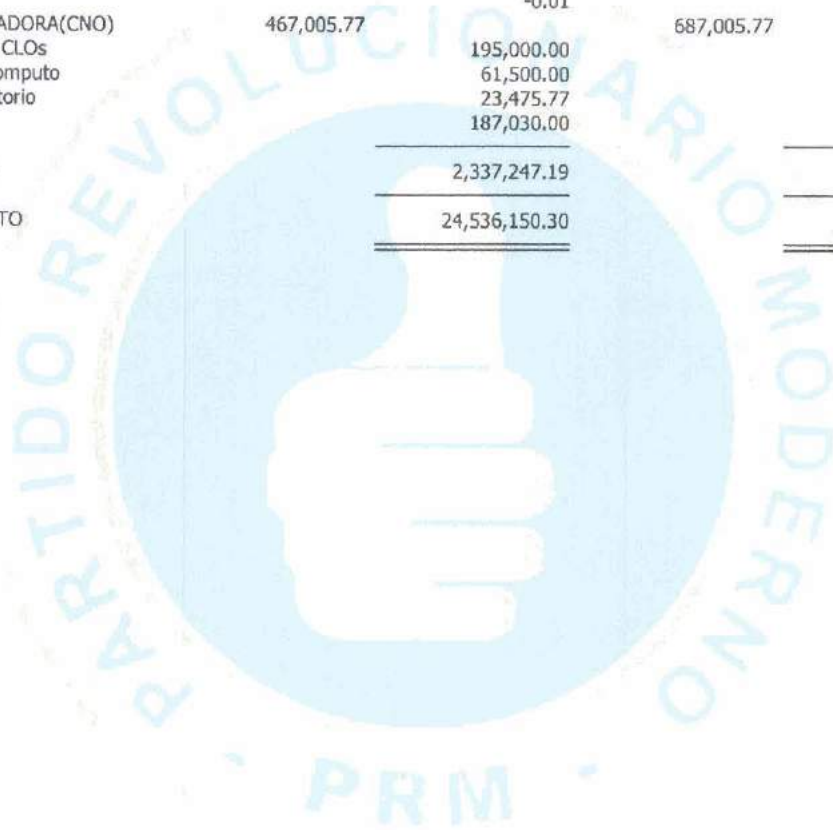 -0.01
ADORA(CNO) 467,005.77 687,005.77
CLOs 195,000.00
omputo 61,500.00
torio 23,475.77
187,030.00
2,337,247.19
TO 24,536,150.30
PARTIDO REVOLUCIONARIO MODERNO
- PRM -